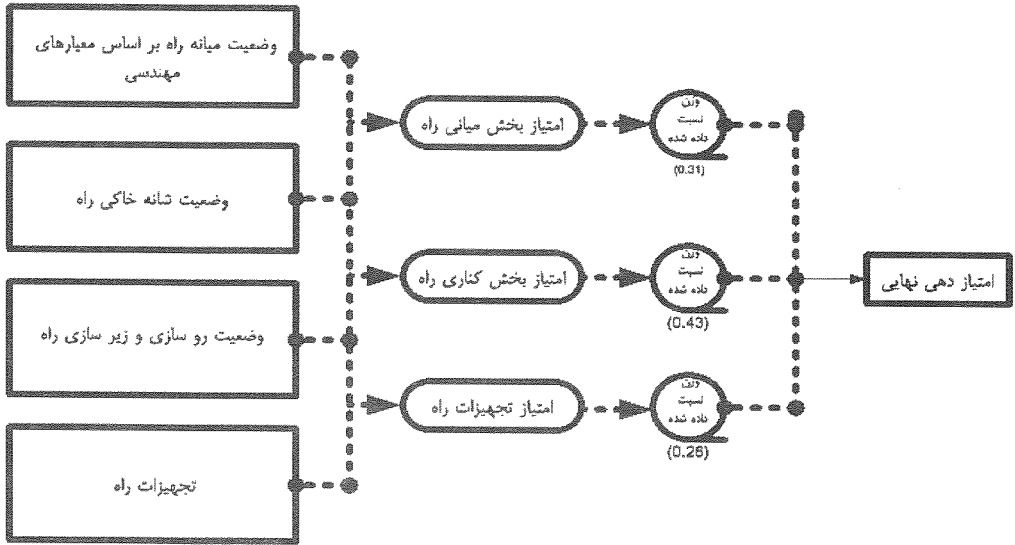 وضعیت میانه راه بر اساس معیارهای
مهندسی
وضعیت شانه خاکی راه
وضعیت رو سازی و زیر سازی راه
تجهیزات راه
امتیاز بخش میانی راه
امتیاز بخش کناری راه
امتیاز تجهیزات راه
وزن
نسبت
داده شده
(0.31)
وزن
نسبت
داده شده
(0.43)
وزن
نسبت
داده شده
(0.26)
امتیاز دهی نهایی